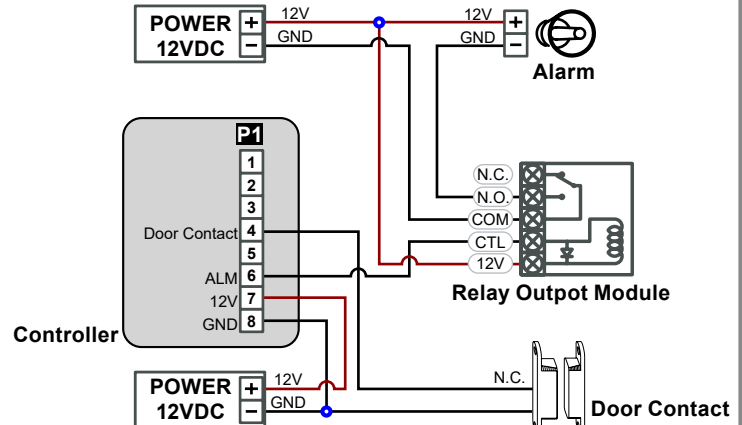 POWER 12VDC
+
−
12V
GND
12V
GND
+
−
Alarm
P1
1
2
3
Door Contact 4
5
ALM 6
12V 7
GND 8
Controller
N.C.
N.O.
COM
CTL
12V
Relay Outpot Module
POWER 12VDC
+
−
12V
GND
N.C.
Door Contact